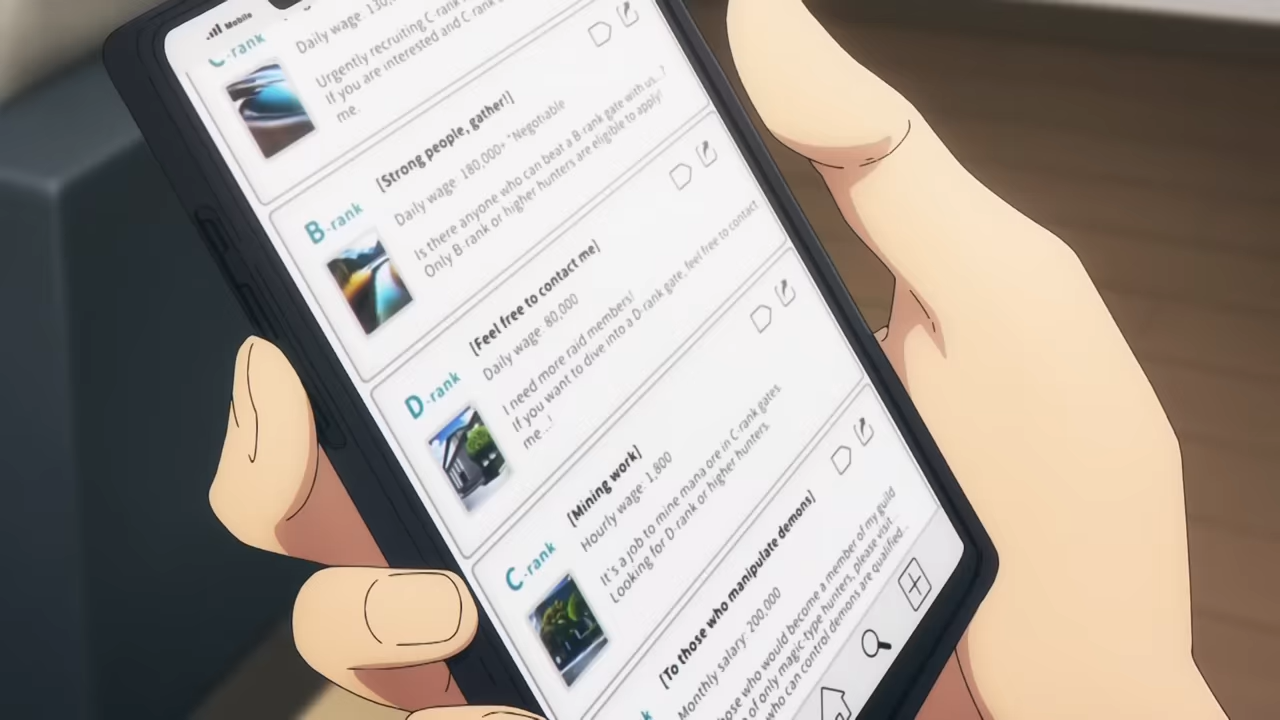 Mobile
C-rank
Daily wage: 130,
Urgently recruiting C-rank
If you are interested and C-rank
me.
B-rank
[Strong people, gather!]
Daily wage: 180,000+ *Negotiable
Is there anyone who can beat a B-rank gate with us...?
Only B-rank or higher hunters are eligible to apply!
D-rank
[Feel free to contact me]
Daily wage: 80,000
I need more raid members!
If you want to dive into a D-rank gate, feel free to contact
me...!
C-rank
[Mining work]
Hourly wage: 1,800
It's a job to mine mana ore in C-rank gates.
Looking for D-rank or higher hunters.
[To those who manipulate demons]
Monthly salary: 200,000
hose who would become a member of my guild
e of only magic-type hunters, please visit...
who can control demons are qualified...